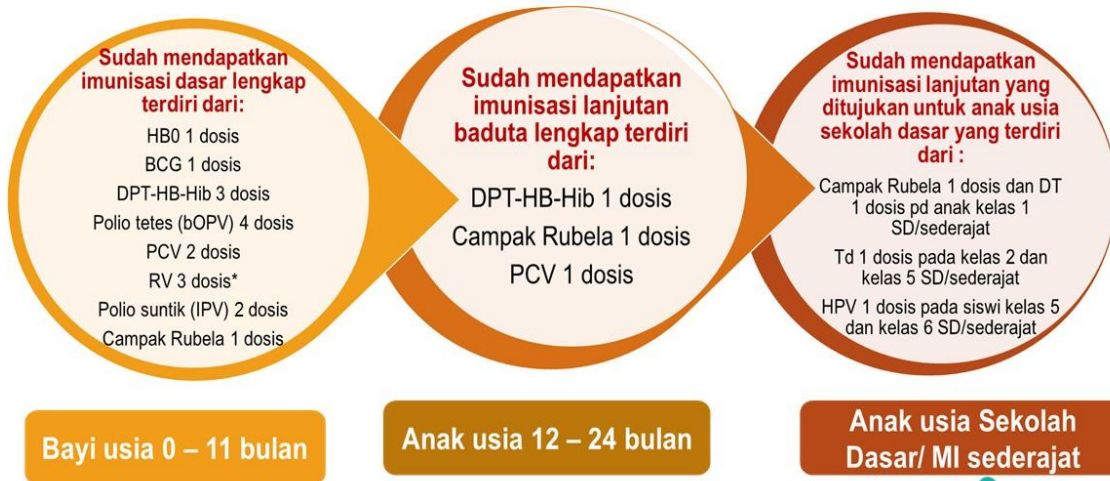 Sudah mendapatkan
imunisasi dasar lengkap
terdiri dari:
HB0 1 dosis
BCG 1 dosis
DPT-HB-Hib 3 dosis
Polio tetes (bOPV) 4 dosis
PCV 2 dosis
RV 3 dosis*
Polio suntik (IPV) 2 dosis
Campak Rubela 1 dosis
Bayi usia 0 – 11 bulan
Sudah mendapatkan
imunisasi lanjutan
baduta lengkap terdiri
dari:
DPT-HB-Hib 1 dosis
Campak Rubela 1 dosis
PCV 1 dosis
Anak usia 12 – 24 bulan
Sudah mendapatkan
imunisasi lanjutan yang
ditujukan untuk anak usia
sekolah dasar yang terdiri
dari :
Campak Rubela 1 dosis dan DT
1 dosis pd anak kelas 1
SD/sederajat
Td 1 dosis pada kelas 2 dan
kelas 5 SD/sederajat
HPV 1 dosis pada siswi kelas 5
dan kelas 6 SD/sederajat
Anak usia Sekolah
Dasar/ MI sederajat